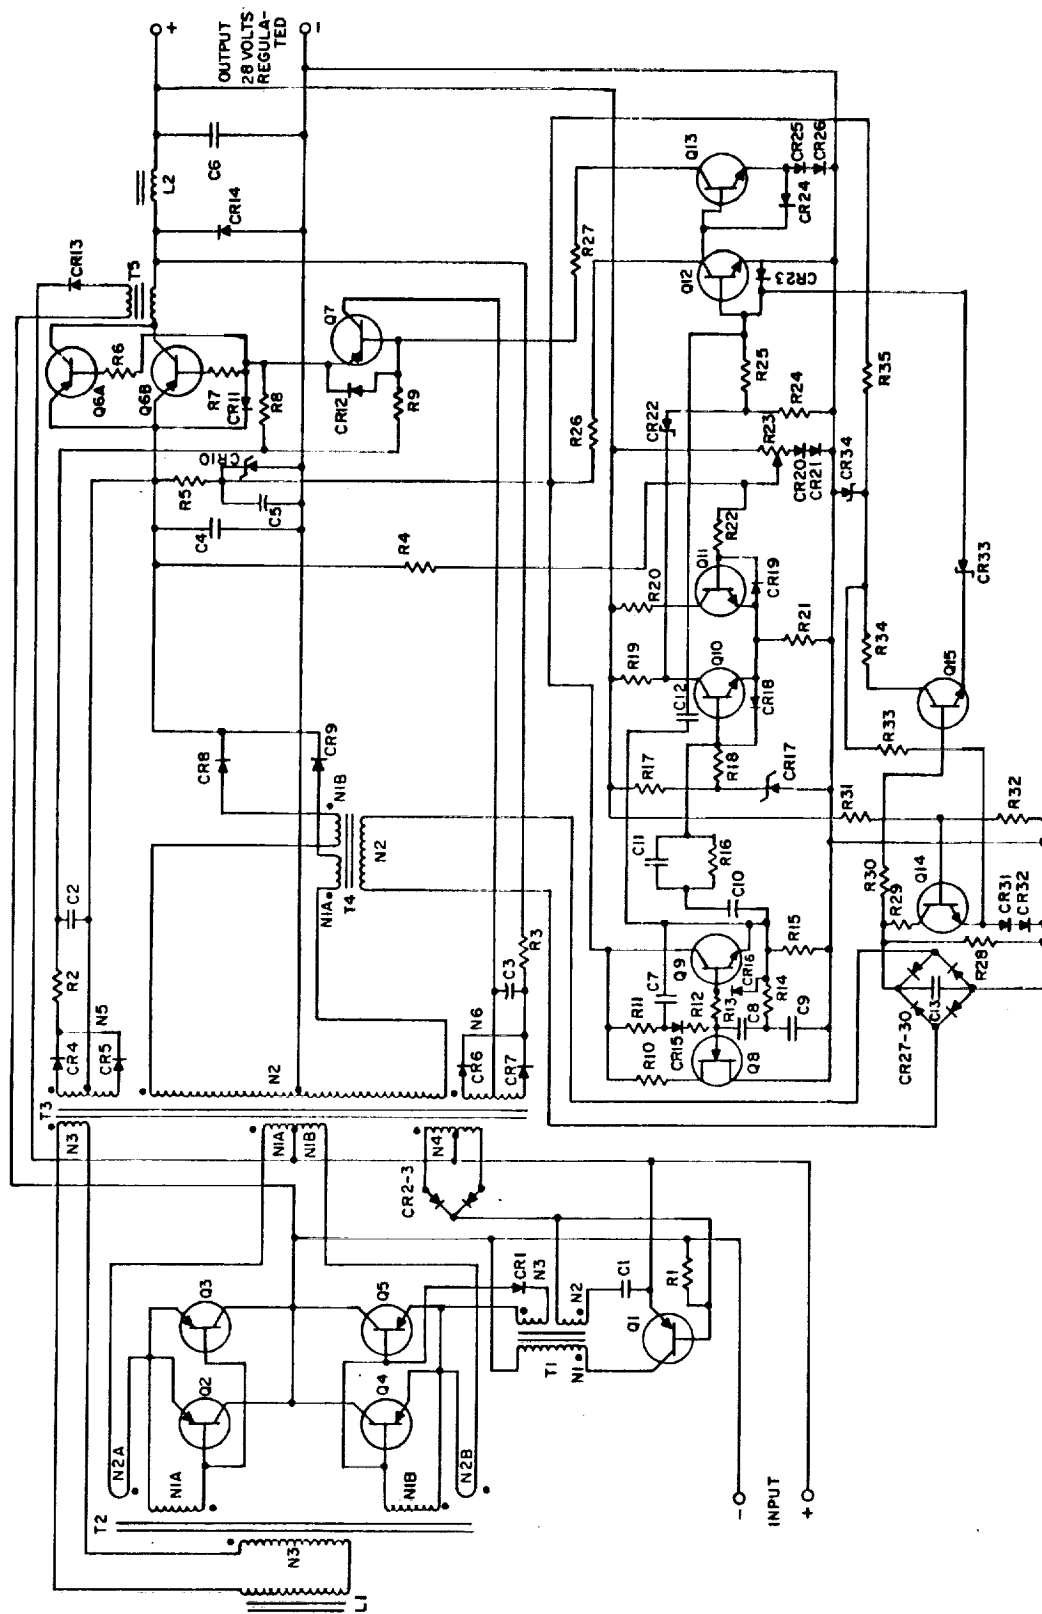 L1
N3
T2
N2A
N1A
N1B
N2B
Q2
Q3
Q4
Q5
T3
N3
N1A
N1B
N4
CR2-3
CR1
N3
N2
T1
N1
C1
Q1
R1
-
INPUT
+
CR4
CR5
N5
R2
C2
N2
CR6
CR7
N6
C3
R3
N1A
N1B
T4
N2
CR8
CR9
R4
C4
C5
R5
CR10
Q6A
Q6B
R6
R7
CR11
R8
CR12
R9
Q7
T5
CR13
CR14
L2
C6
+
OUTPUT
28 VOLTS
REGULA-
TED
-
R26
R27
R10
R11
C7
CR15
R12
R13
Q8
C8
C9
Q9
CR16
R14
R15
C10
C11
R16
R17
R18
CR17
C12
R19
Q10
CR18
R20
Q11
CR19
R21
R22
CR22
R23
CR20
CR21
R24
R25
Q12
CR23
Q13
CR24
CR25
CR26
CR27-30
C13
R28
R29
R30
Q14
CR31
CR32
R31
R32
R33
Q15
R34
CR34
R35
CR33